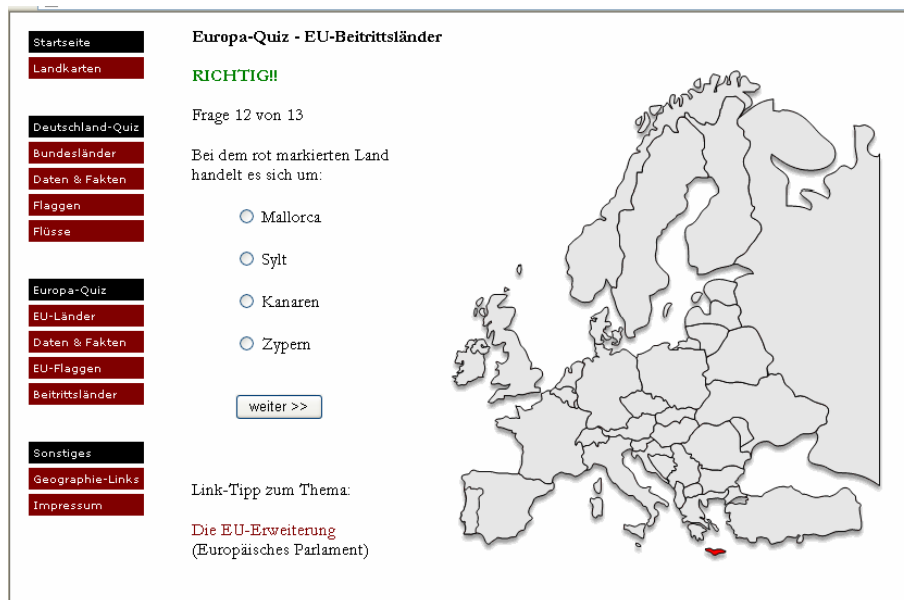 Startseite
Landkarten
Deutschland-Quiz
Bundesländer
Daten & Fakten
Flaggen
Flüsse
Europa-Quiz
EU-Länder
Daten & Fakten
EU-Flaggen
Beitrittsländer
Sonstiges
Geographie-Links
Impressum
Europa-Quiz - EU-Beitrittsländer
RICHTIG!!
Frage 12 von 13
Bei dem rot markierten Land
handelt es sich um:
Mallorca
Sylt
Kanaren
Zypern
weiter >>
Link-Tipp zum Thema:
Die EU-Erweiterung
(Europäisches Parlament)